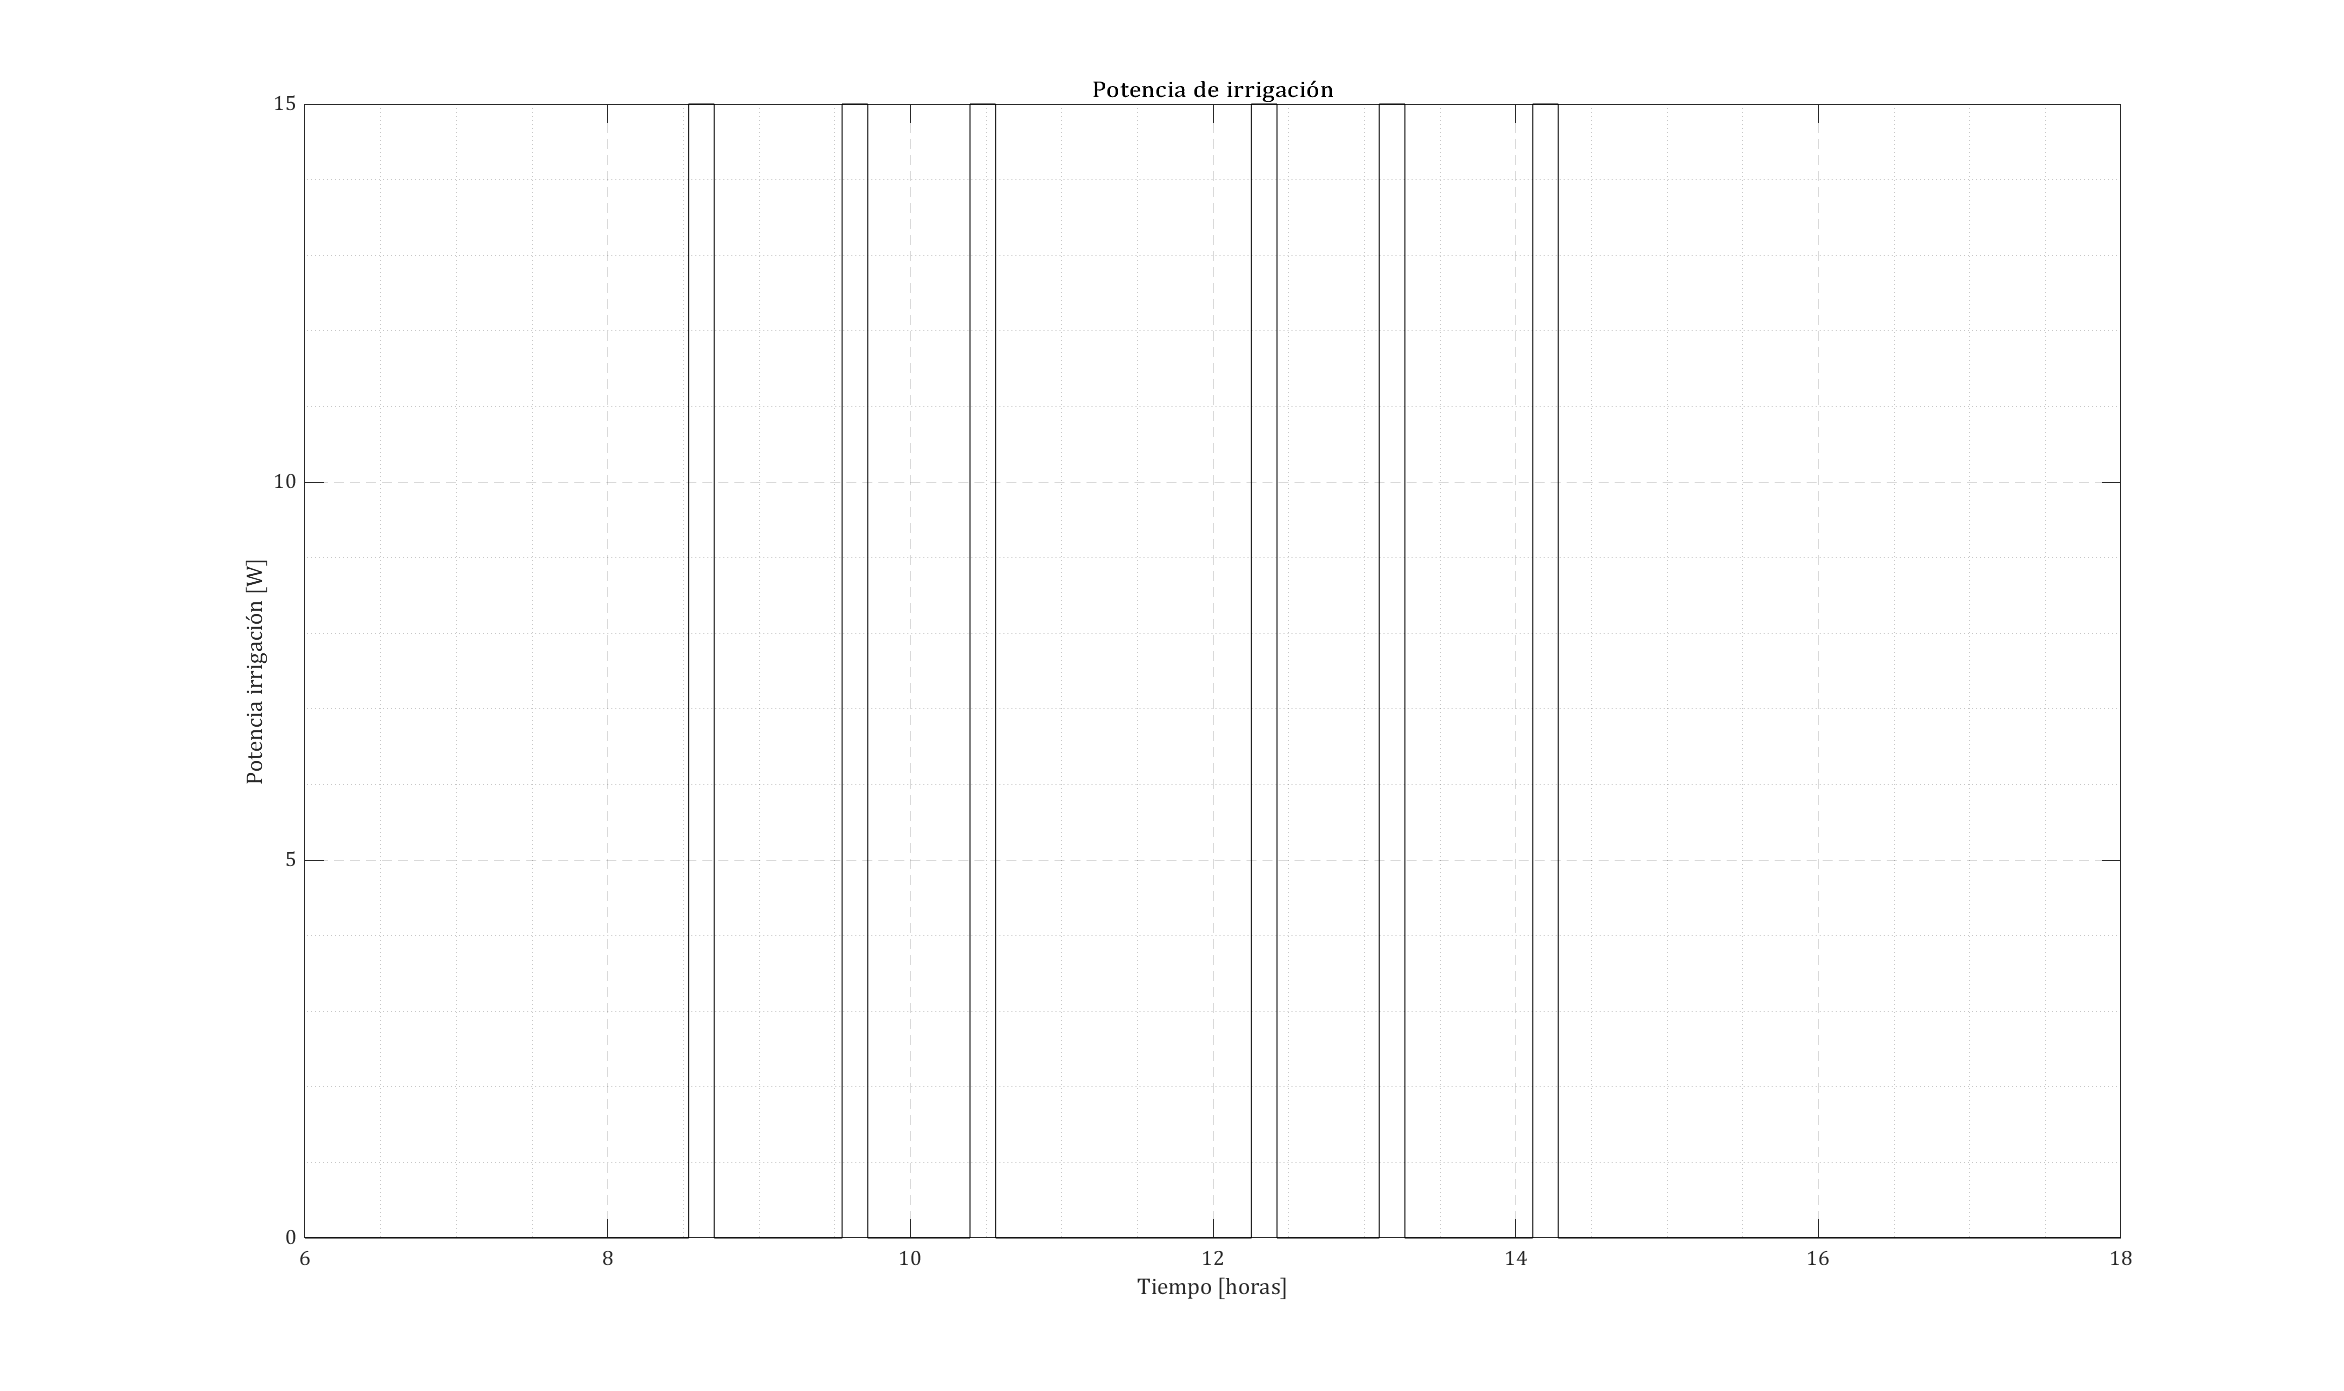 Potencia de irrigación
15
10
5
0
Potencia irrigación [W]
6 8 10 12 14 16 18
Tiempo [horas]